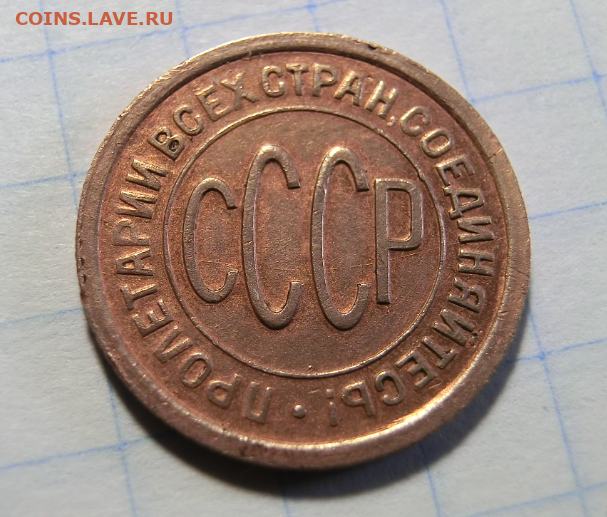 COINS.LAVE.RU
ПРОЛЕТАРИИ ВСЕХ СТРАН, СОЕДИНЯЙТЕСЬ! •
СССР